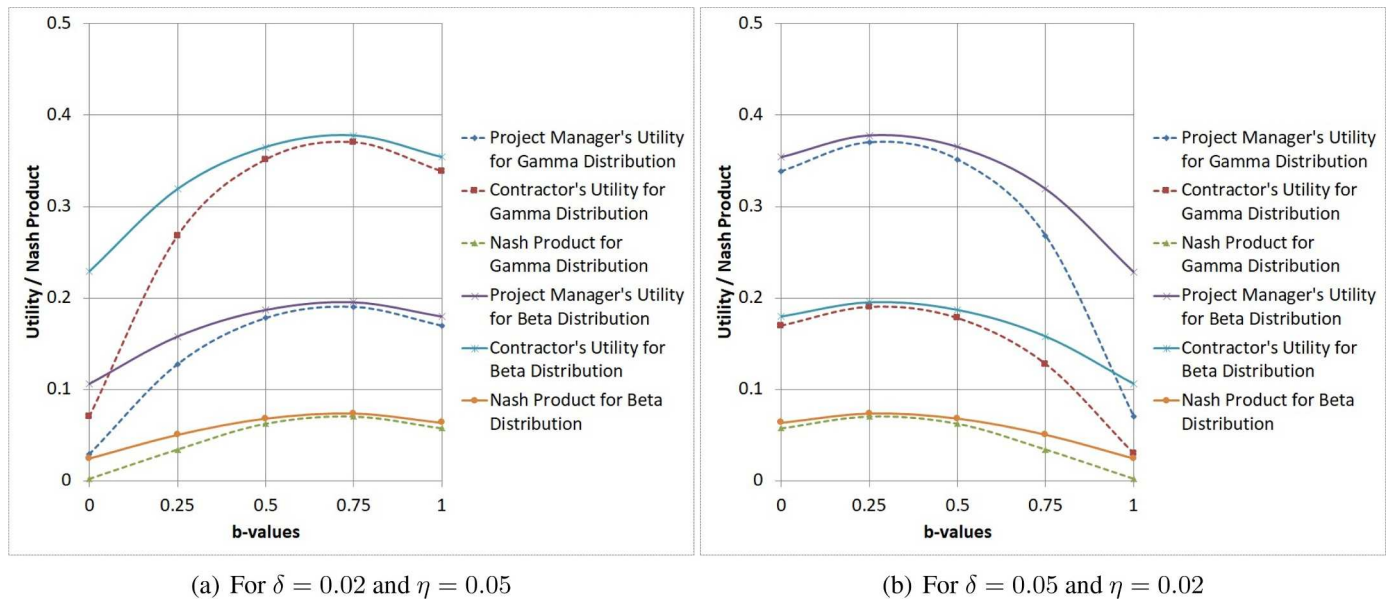 0.5
0.4
0.3
0.2
0.1
0
Utility / Nash Product
0 0.25 0.5 0.75 1
b-values
Project Manager's Utility
for Gamma Distribution
Contractor's Utility for
Gamma Distribution
Nash Product for
Gamma Distribution
Project Manager's Utility
for Beta Distribution
Contractor's Utility for
Beta Distribution
Nash Product for Beta
Distribution
(a) For δ = 0.02 and η = 0.05
0.5
0.4
0.3
0.2
0.1
0
Utility / Nash Product
0 0.25 0.5 0.75 1
b-values
Project Manager's Utility
for Gamma Distribution
Contractor's Utility for
Gamma Distribution
Nash Product for
Gamma Distribution
Project Manager's Utility
for Beta Distribution
Contractor's Utility for
Beta Distribution
Nash Product for Beta
Distribution
(b) For δ = 0.05 and η = 0.02